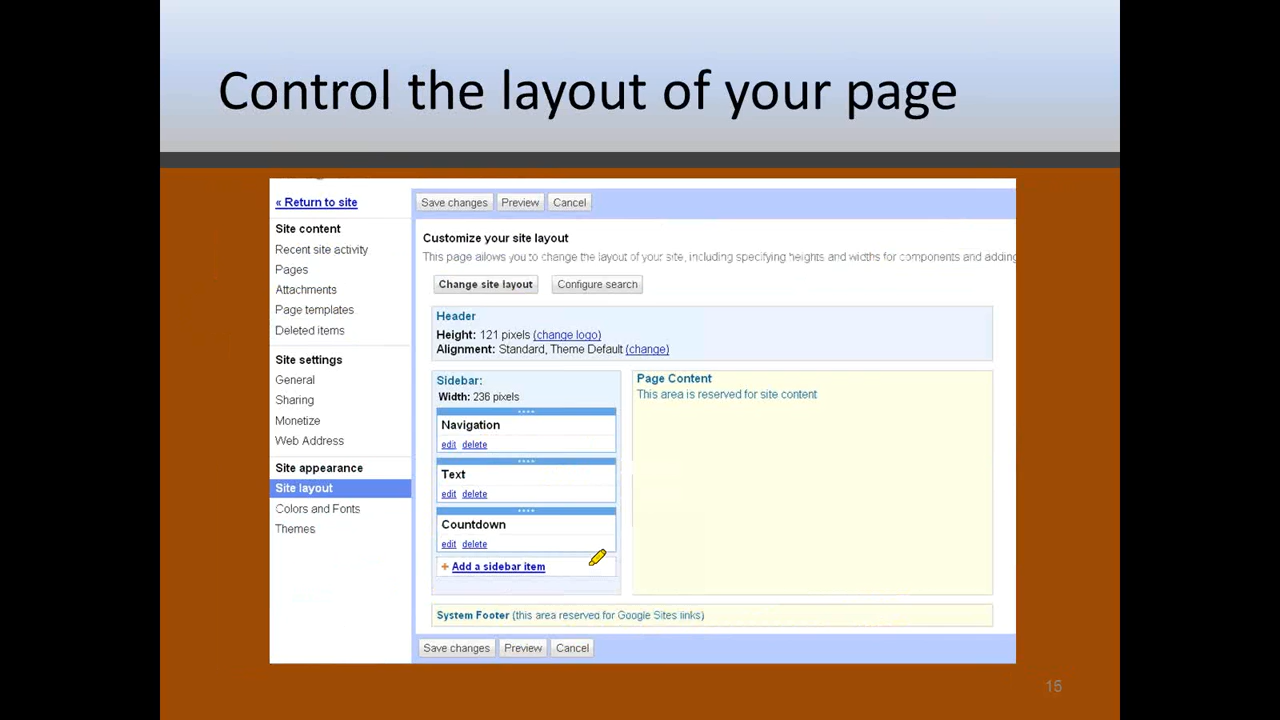 Control the layout of your page
« Return to site
Site content
Recent site activity
Pages
Attachments
Page templates
Deleted items
Site settings
General
Sharing
Monetize
Web Address
Site appearance
Site layout
Colors and Fonts
Themes
Save changes Preview Cancel
Customize your site layout
This page allows you to change the layout of your site, including specifying heights and widths for components and adding
Change site layout Configure search
Header
Height: 121 pixels (change logo)
Alignment: Standard, Theme Default (change)
Sidebar:
Width: 236 pixels
Navigation
edit delete
Text
edit delete
Countdown
edit delete
+ Add a sidebar item
Page Content
This area is reserved for site content
System Footer (this area reserved for Google Sites links)
Save changes Preview Cancel
15